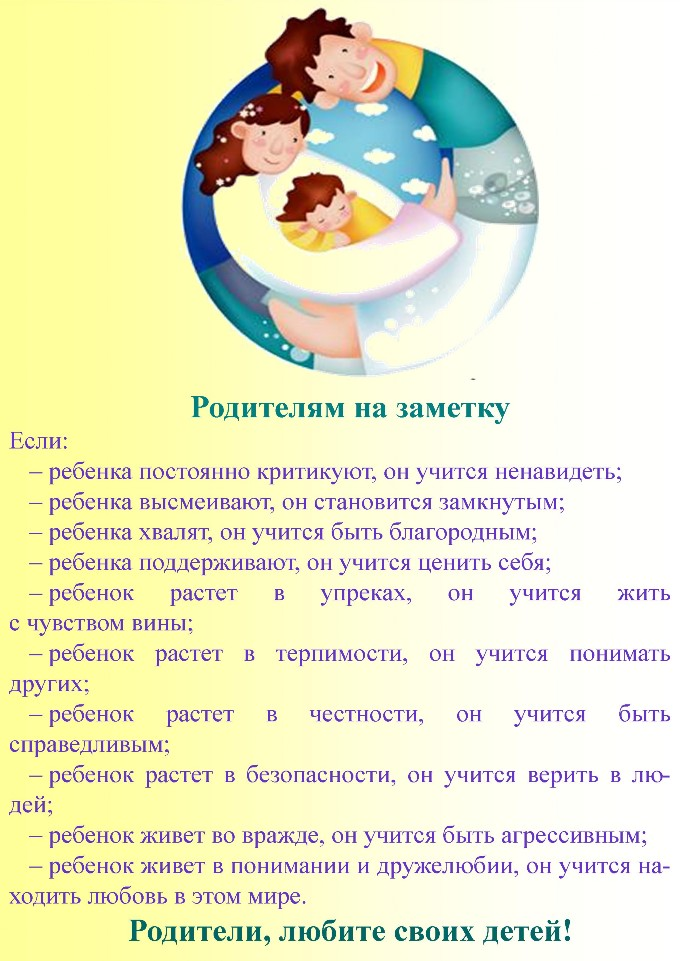 Родителям на заметку
Если:
– ребенка постоянно критикуют, он учится ненавидеть;
– ребенка высмеивают, он становится замкнутым;
– ребенка хвалят, он учится быть благородным;
– ребенка поддерживают, он учится ценить себя;
– ребенок растет в упреках, он учится жить
с чувством вины;
– ребенок растет в терпимости, он учится понимать
других;
– ребенок растет в честности, он учится быть
справедливым;
– ребенок растет в безопасности, он учится верить в лю-
дей;
– ребенок живет во вражде, он учится быть агрессивным;
– ребенок живет в понимании и дружелюбии, он учится на-
ходить любовь в этом мире.
Родители, любите своих детей!